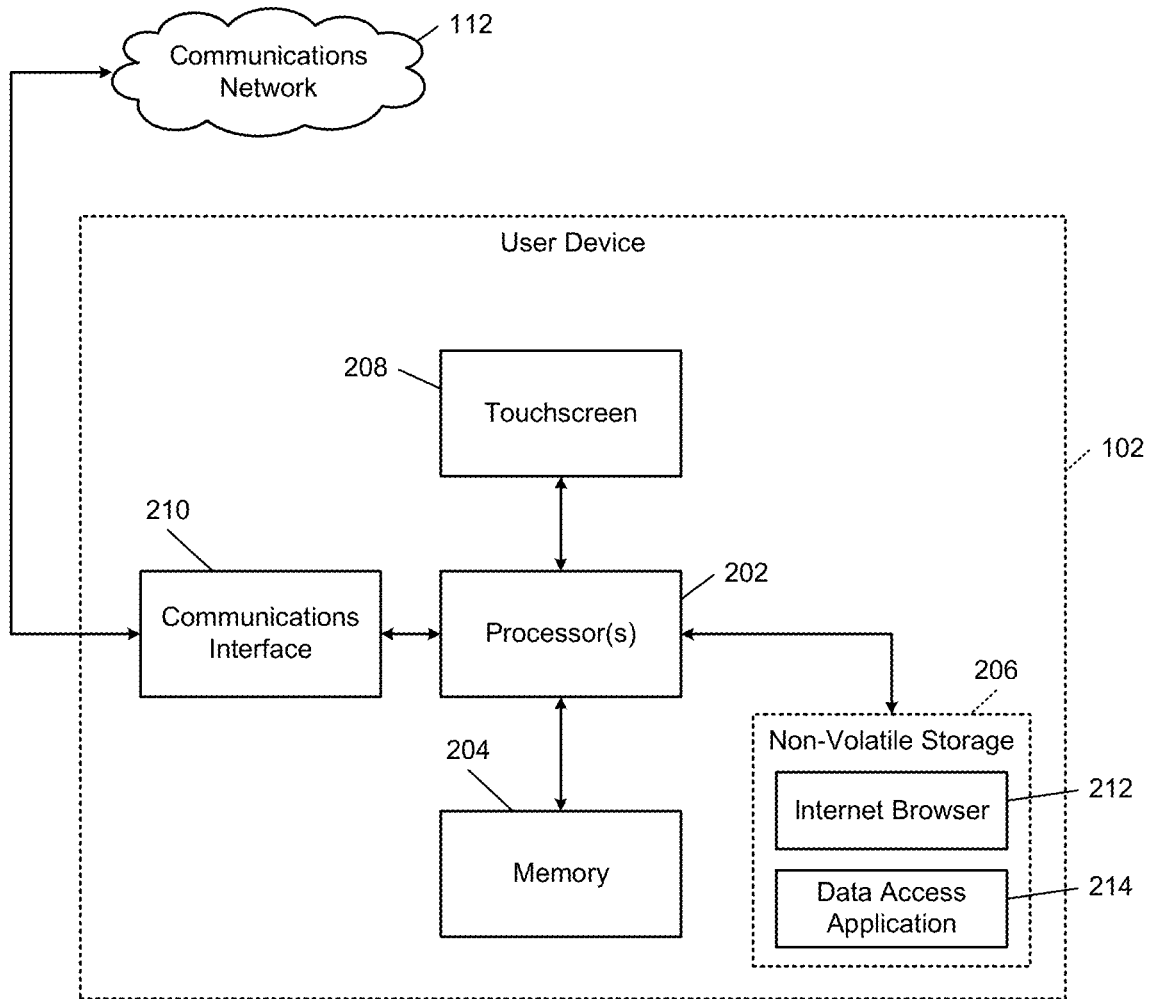 112
Communications
Network
User Device
208
Touchscreen
102
210
Communications
Interface
202
Processor(s)
206
Non-Volatile Storage
204
Memory
Internet Browser
212
Data Access
Application
214